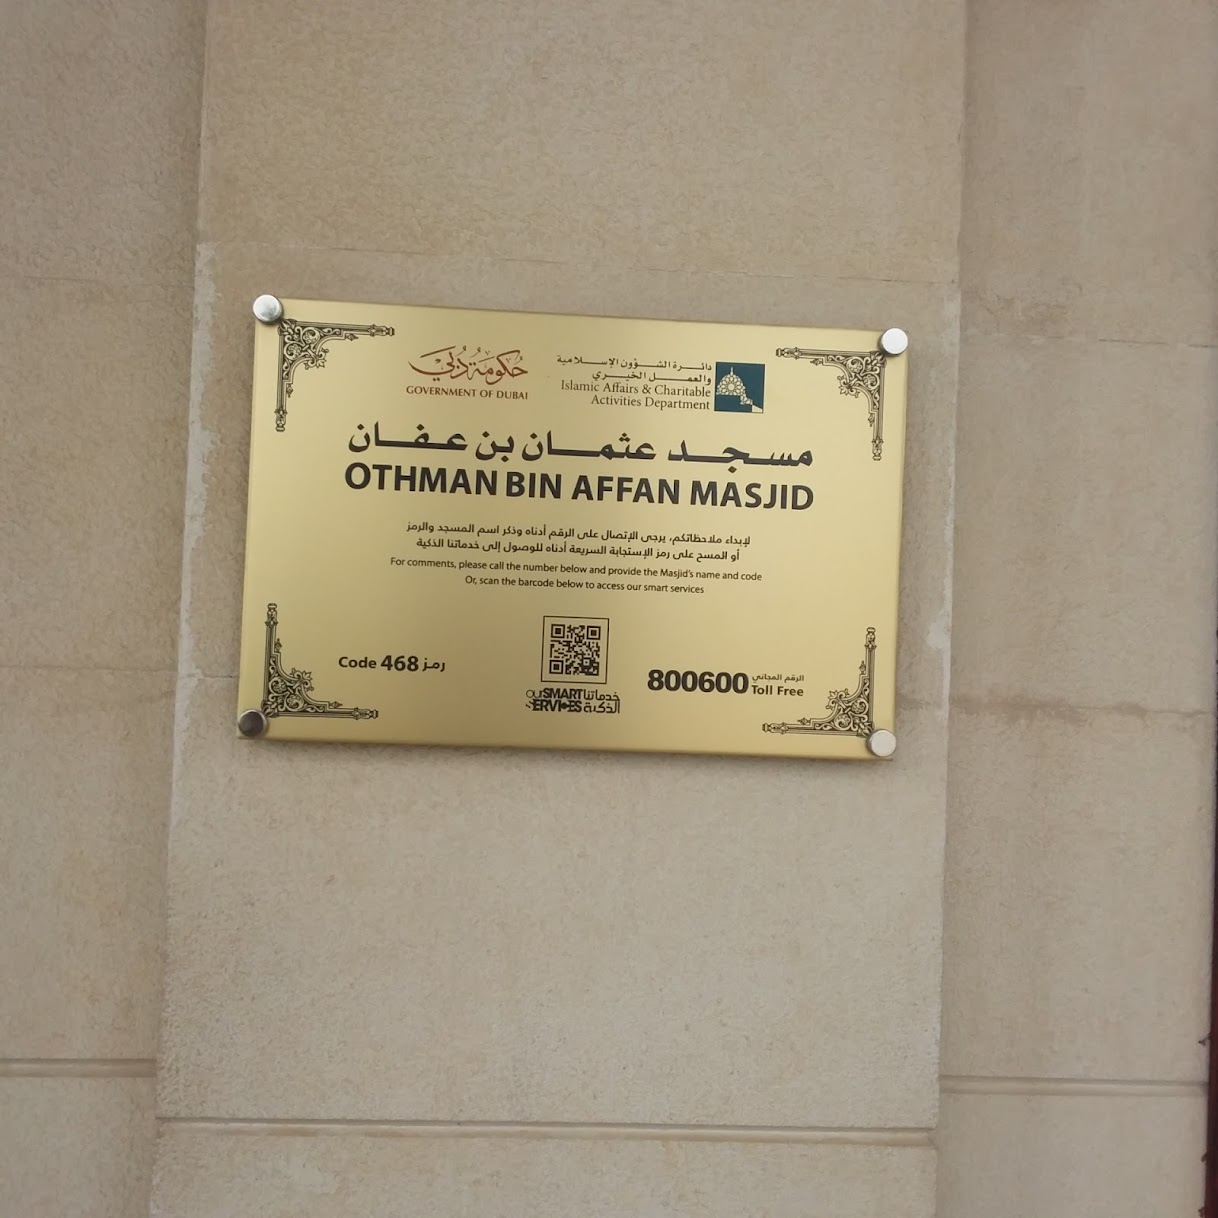 حكومة دبي
GOVERNMENT OF DUBAI
دائرة الشؤون الإسلامية
والعمل الخيري
Islamic Affairs & Charitable
Activities Department
مسجد عثمان بن عفان
OTHMAN BIN AFFAN MASJID
لإبداء ملاحظاتكم، يرجى الإتصال على الرقم أدناه وذكر اسم المسجد والرمز
أو المسح على رمز الإستجابة السريعة أدناه للوصول إلى خدماتنا الذكية
For comments, please call the number below and provide the Masjid's name and code
Or, scan the barcode below to access our smart services
Code 468 رمز
ourSMART خدماتنا
SERVICES الذكية
800600 الرقم المجاني
Toll Free